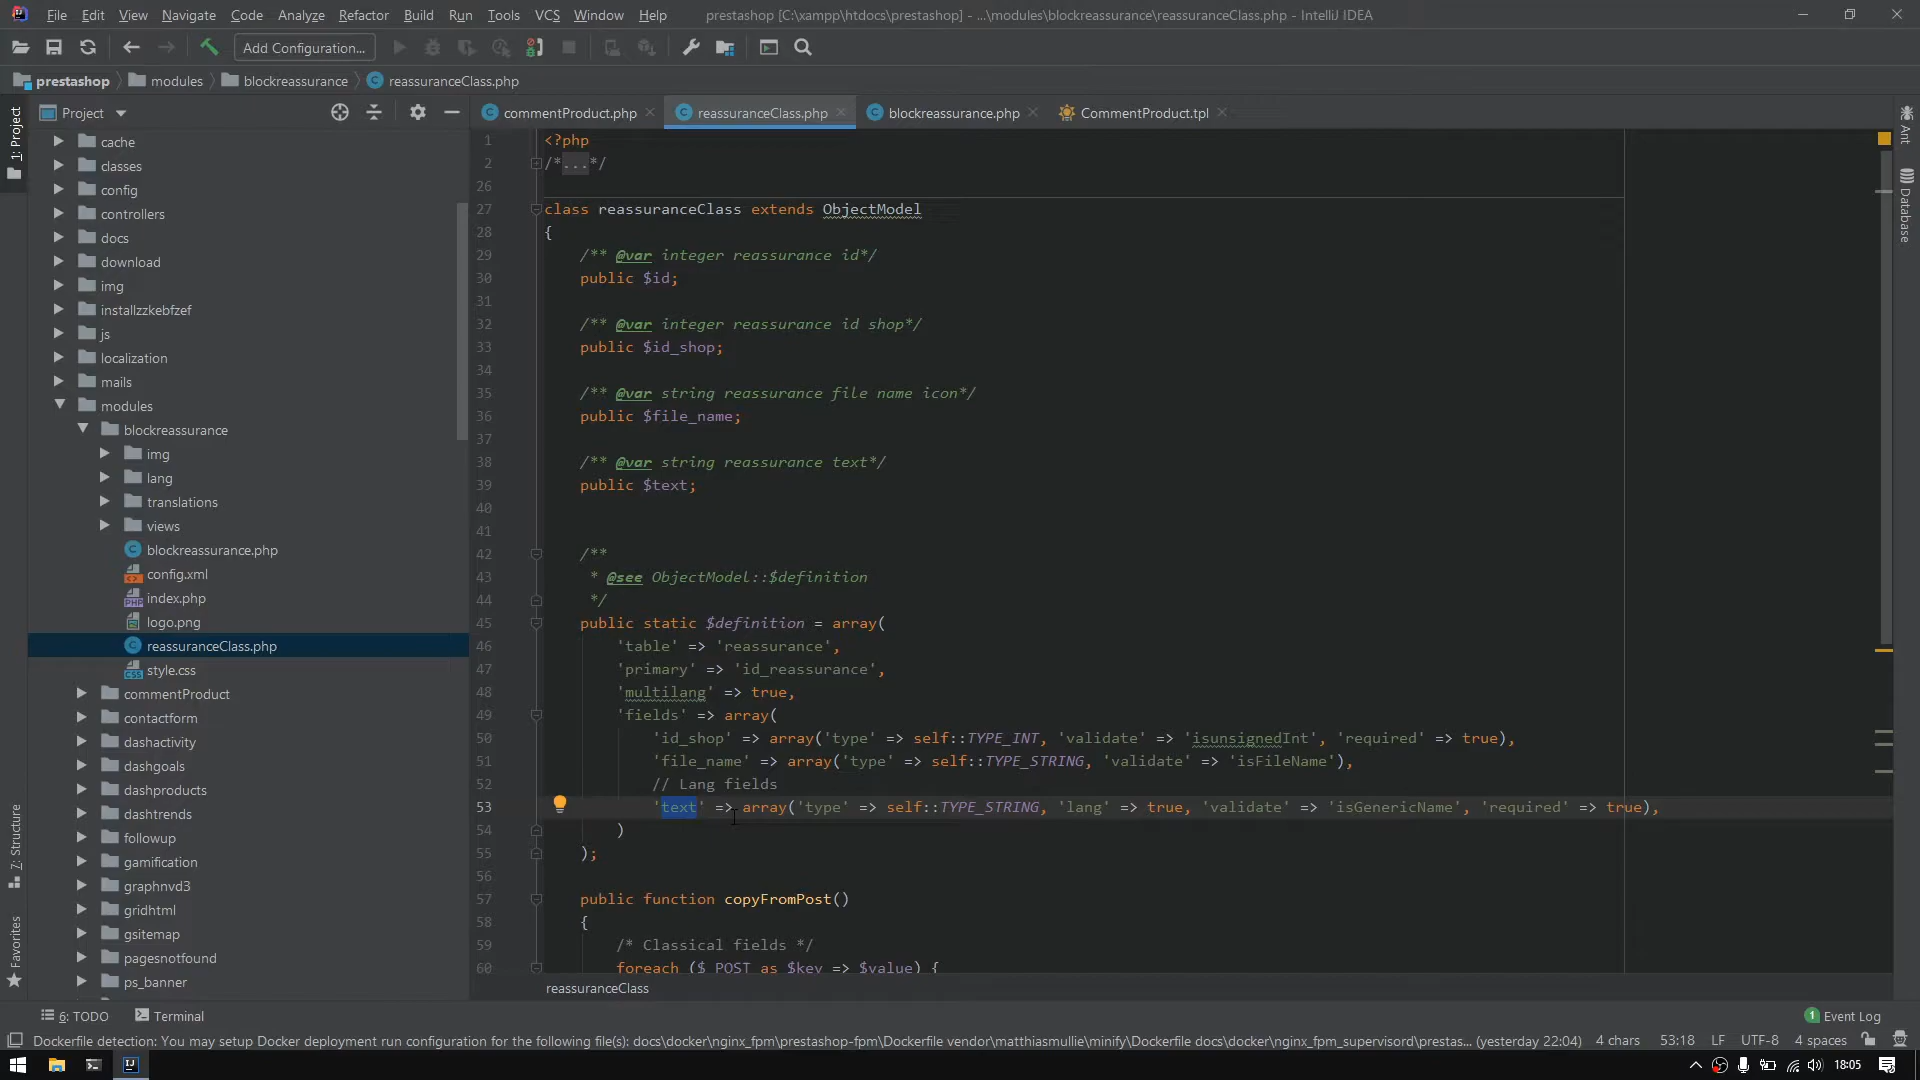 File Edit View Navigate Code Analyze Refactor Build Run Tools VCS Window Help prestashop [C:\xampp\htdocs\prestashop] - ...\modules\blockreassurance\reassuranceClass.php - IntelliJ IDEA
Add Configuration...
prestashop modules blockreassurance reassuranceClass.php
1: Project
Project
cache
classes
config
controllers
docs
download
img
installzzkebfzef
js
localization
mails
modules
blockreassurance
img
lang
translations
views
blockreassurance.php
config.xml
index.php
logo.png
reassuranceClass.php
style.css
commentProduct
contactform
dashactivity
dashgoals
dashproducts
dashtrends
followup
gamification
graphnvd3
gridhtml
gsitemap
pagesnotfound
ps_banner
7: Structure
Favorites
commentProduct.php reassuranceClass.php blockreassurance.php CommentProduct.tpl
1 <?php
2 /*...*/
26
27 class reassuranceClass extends ObjectModel
28 {
29 /** @var integer reassurance id*/
30 public $id;
31
32 /** @var integer reassurance id shop*/
33 public $id_shop;
34
35 /** @var string reassurance file name icon*/
36 public $file_name;
37
38 /** @var string reassurance text*/
39 public $text;
40
41
42 /**
43 * @see ObjectModel::$definition
44 */
45 public static $definition = array(
46 'table' => 'reassurance',
47 'primary' => 'id_reassurance',
48 'multilang' => true,
49 'fields' => array(
50 'id_shop' => array('type' => self::TYPE_INT, 'validate' => 'isunsignedInt', 'required' => true),
51 'file_name' => array('type' => self::TYPE_STRING, 'validate' => 'isFileName'),
52 // Lang fields
53 'text' => array('type' => self::TYPE_STRING, 'lang' => true, 'validate' => 'isGenericName', 'required' => true),
54 )
55 );
56
57 public function copyFromPost()
58 {
59 /* Classical fields */
60 foreach ($_POST as $key => $value) {
reassuranceClass
Ant
Database
6: TODO Terminal 1 Event Log
Dockerfile detection: You may setup Docker deployment run configuration for the following file(s): docs\docker\nginx_fpm\prestashop-fpm\Dockerfile vendor\matthiasmullie\minify\Dockerfile docs\docker\nginx_fpm_supervisord\prestas... (yesterday 22:04) 4 chars 53:18 LF UTF-8 4 spaces
18:05